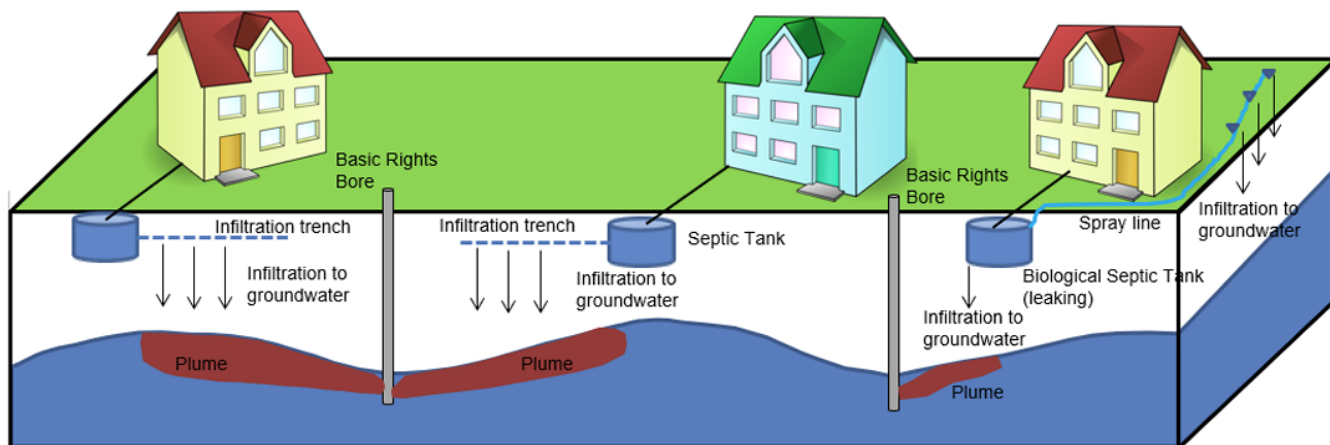 Basic Rights
Bore
Basic Rights
Bore
Infiltration trench
Infiltration to
groundwater
Infiltration trench
Septic Tank
Infiltration to
groundwater
Spray line
Infiltration to
groundwater
Biological Septic Tank
(leaking)
Infiltration to
groundwater
Plume
Plume
Plume